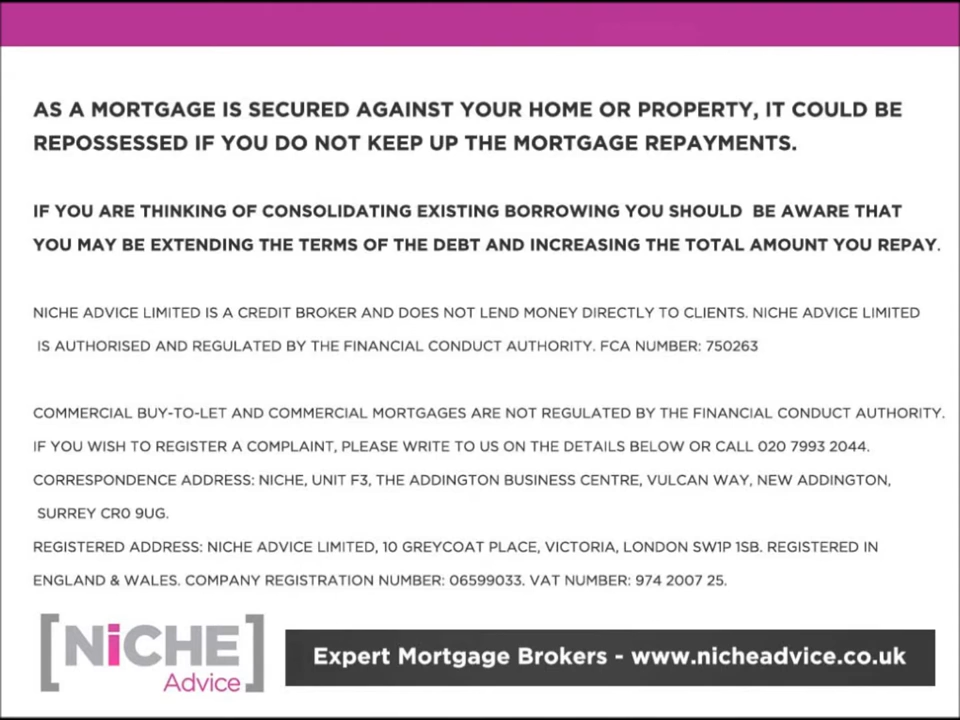 AS A MORTGAGE IS SECURED AGAINST YOUR HOME OR PROPERTY, IT COULD BE
REPOSSESSED IF YOU DO NOT KEEP UP THE MORTGAGE REPAYMENTS.
IF YOU ARE THINKING OF CONSOLIDATING EXISTING BORROWING YOU SHOULD BE AWARE THAT
YOU MAY BE EXTENDING THE TERMS OF THE DEBT AND INCREASING THE TOTAL AMOUNT YOU REPAY.
NICHE ADVICE LIMITED IS A CREDIT BROKER AND DOES NOT LEND MONEY DIRECTLY TO CLIENTS. NICHE ADVICE LIMITED
IS AUTHORISED AND REGULATED BY THE FINANCIAL CONDUCT AUTHORITY. FCA NUMBER: 750263
COMMERCIAL BUY-TO-LET AND COMMERCIAL MORTGAGES ARE NOT REGULATED BY THE FINANCIAL CONDUCT AUTHORITY.
IF YOU WISH TO REGISTER A COMPLAINT, PLEASE WRITE TO US ON THE DETAILS BELOW OR CALL 020 7993 2044.
CORRESPONDENCE ADDRESS: NICHE, UNIT F3, THE ADDINGTON BUSINESS CENTRE, VULCAN WAY, NEW ADDINGTON,
SURREY CR0 9UG.
REGISTERED ADDRESS: NICHE ADVICE LIMITED, 10 GREYCOAT PLACE, VICTORIA, LONDON SW1P 1SB. REGISTERED IN
ENGLAND & WALES. COMPANY REGISTRATION NUMBER: 06599033. VAT NUMBER: 974 2007 25.
[NiCHE]
Advice
Expert Mortgage Brokers - www.nicheadvice.co.uk